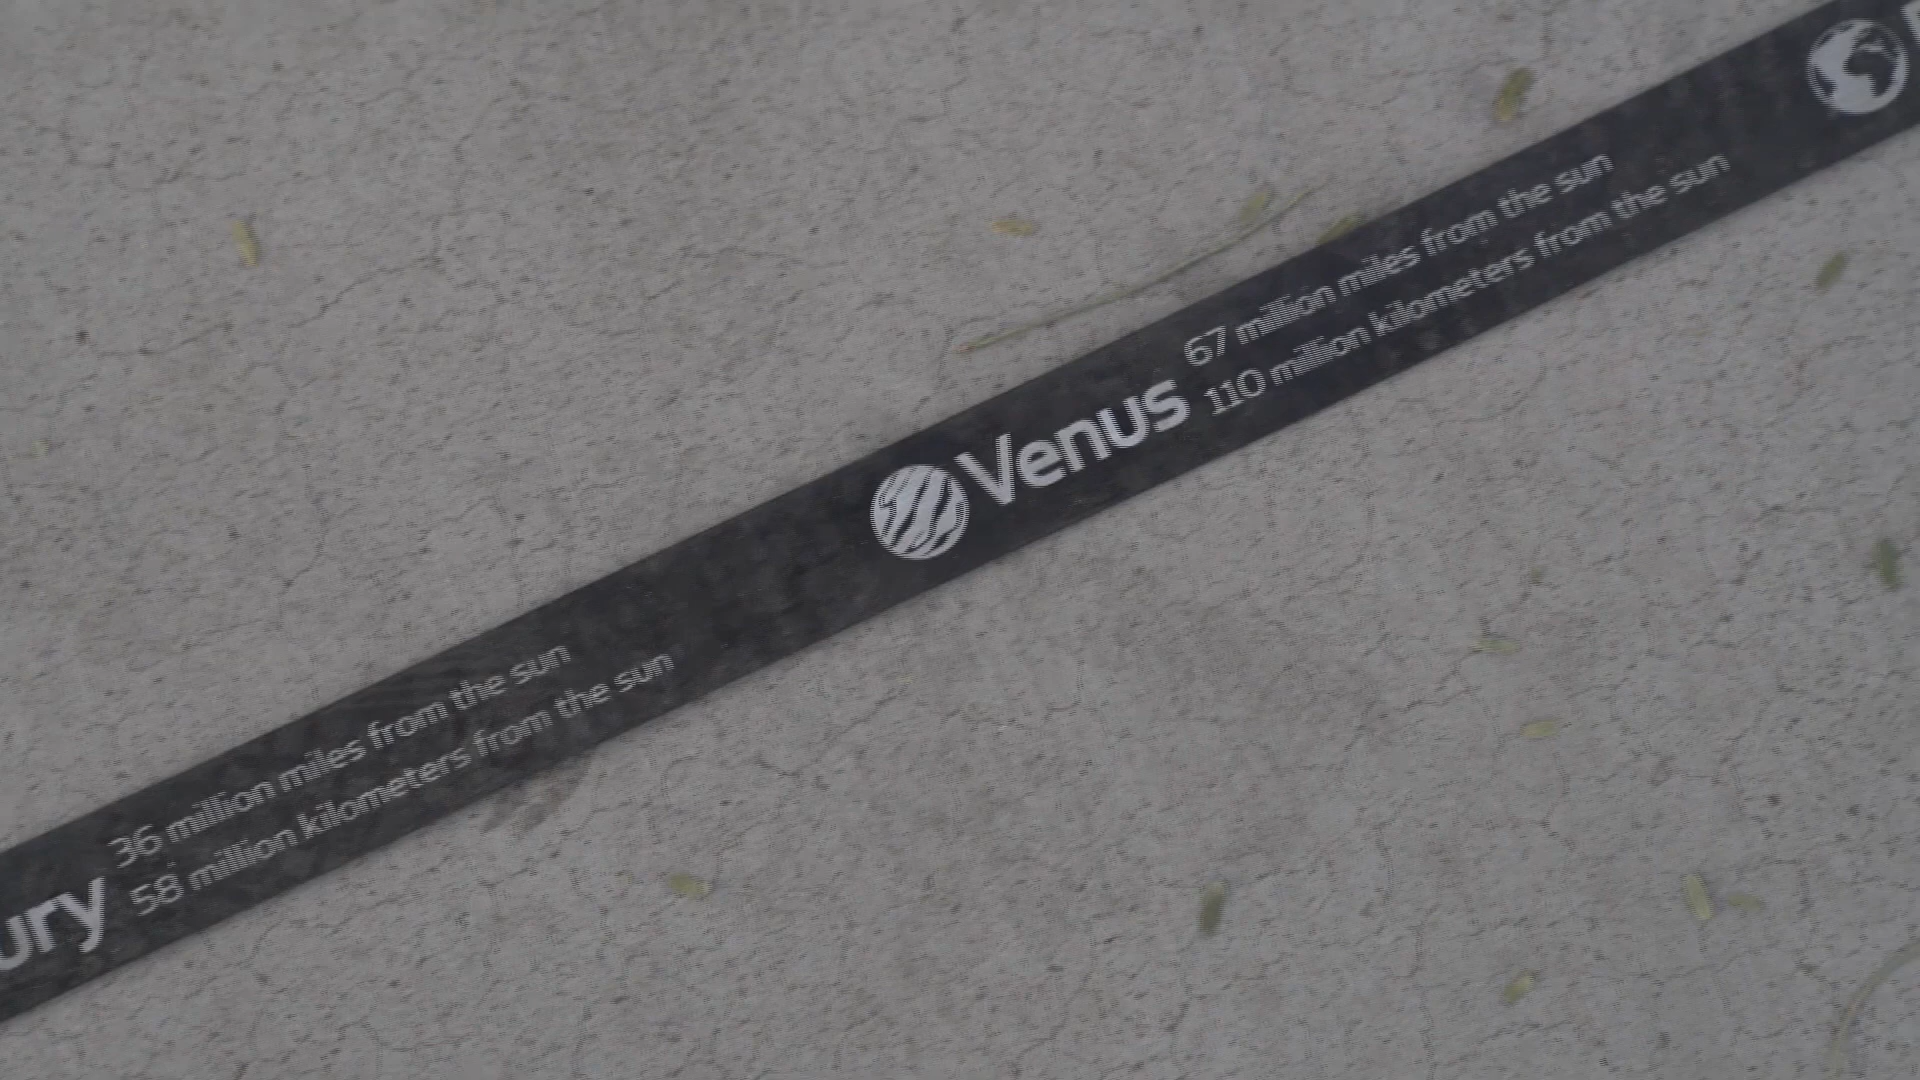 ury
36 million miles from the sun
58 million kilometers from the sun
Venus
67 million miles from the sun
110 million kilometers from the sun